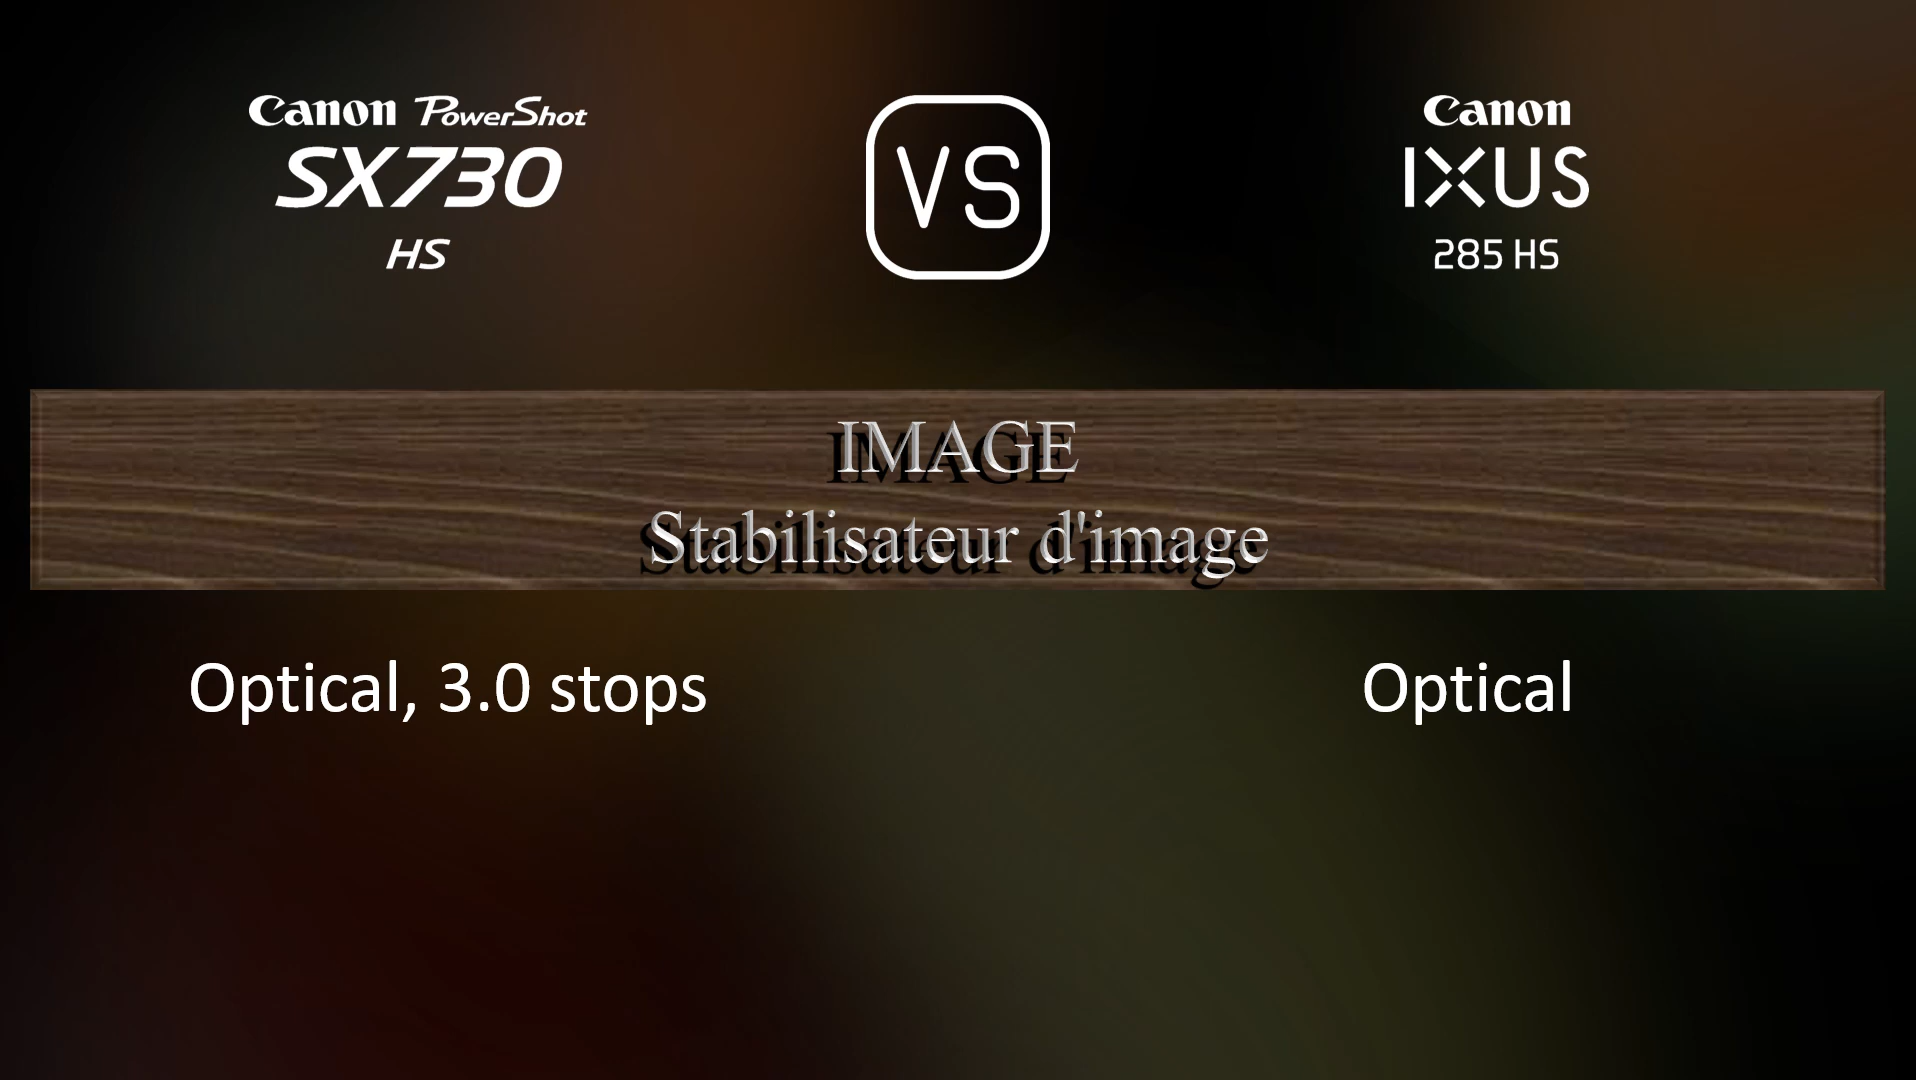 Canon PowerShot
SX730
HS
VS
Canon
IXUS
285 HS
IMAGE
Stabilisateur d'image
Optical, 3.0 stops
Optical